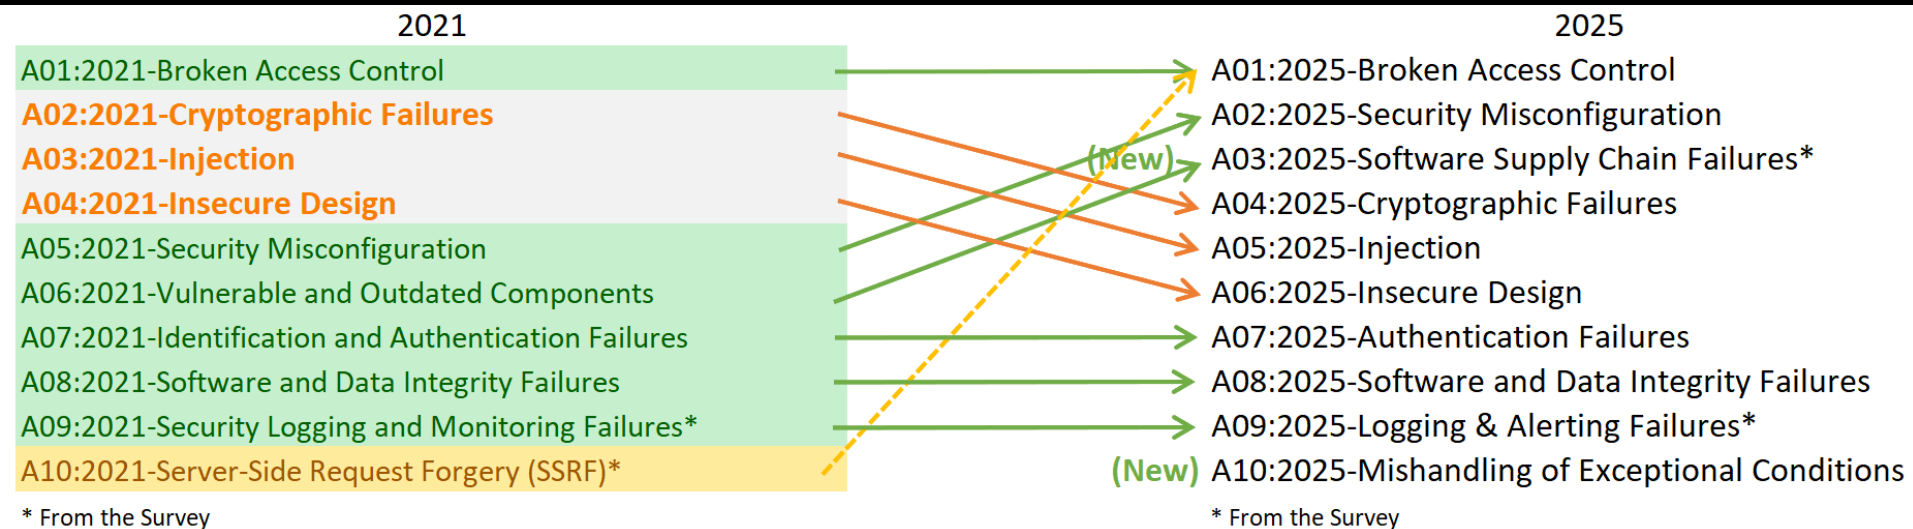 2021
A01:2021-Broken Access Control
A02:2021-Cryptographic Failures
A03:2021-Injection
A04:2021-Insecure Design
A05:2021-Security Misconfiguration
A06:2021-Vulnerable and Outdated Components
A07:2021-Identification and Authentication Failures
A08:2021-Software and Data Integrity Failures
A09:2021-Security Logging and Monitoring Failures*
A10:2021-Server-Side Request Forgery (SSRF)*
* From the Survey
2025
A01:2025-Broken Access Control
A02:2025-Security Misconfiguration
(New) A03:2025-Software Supply Chain Failures*
A04:2025-Cryptographic Failures
A05:2025-Injection
A06:2025-Insecure Design
A07:2025-Authentication Failures
A08:2025-Software and Data Integrity Failures
A09:2025-Logging & Alerting Failures*
(New) A10:2025-Mishandling of Exceptional Conditions
* From the Survey